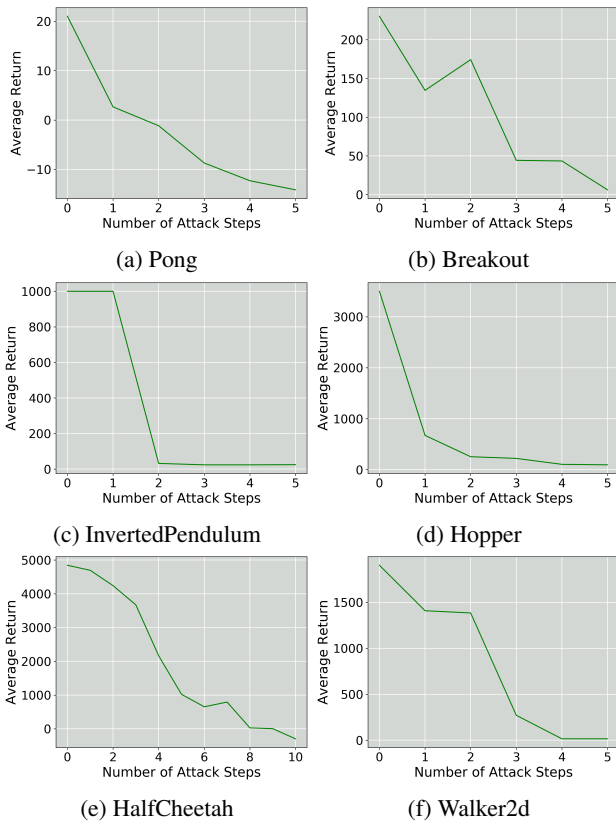 20
10
0
−10
Average Return
0 1 2 3 4 5
Number of Attack Steps
(a) Pong
200
150
100
50
0
Average Return
0 1 2 3 4 5
Number of Attack Steps
(b) Breakout
1000
800
600
400
200
0
Average Return
0 1 2 3 4 5
Number of Attack Steps
(c) InvertedPendulum
3000
2000
1000
0
Average Return
0 1 2 3 4 5
Number of Attack Steps
(d) Hopper
5000
4000
3000
2000
1000
0
Average Return
0 2 4 6 8 10
Number of Attack Steps
(e) HalfCheetah
1500
1000
500
0
Average Return
0 1 2 3 4 5
Number of Attack Steps
(f) Walker2d